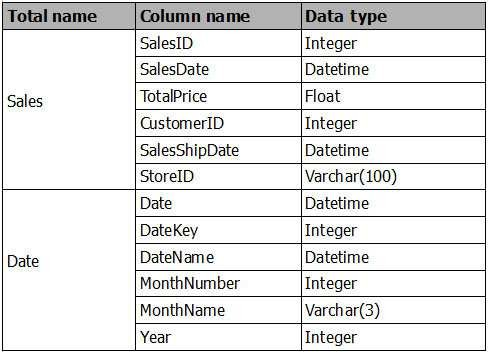 Total name Column name Data type
SalesID Integer
SalesDate Datetime
TotalPrice Float
Sales
CustomerID Integer
SalesShipDate Datetime
StoreID Varchar(100)
Date Datetime
DateKey Integer
DateName Datetime
Date
MonthNumber Integer
MonthName Varchar(3)
Year Integer